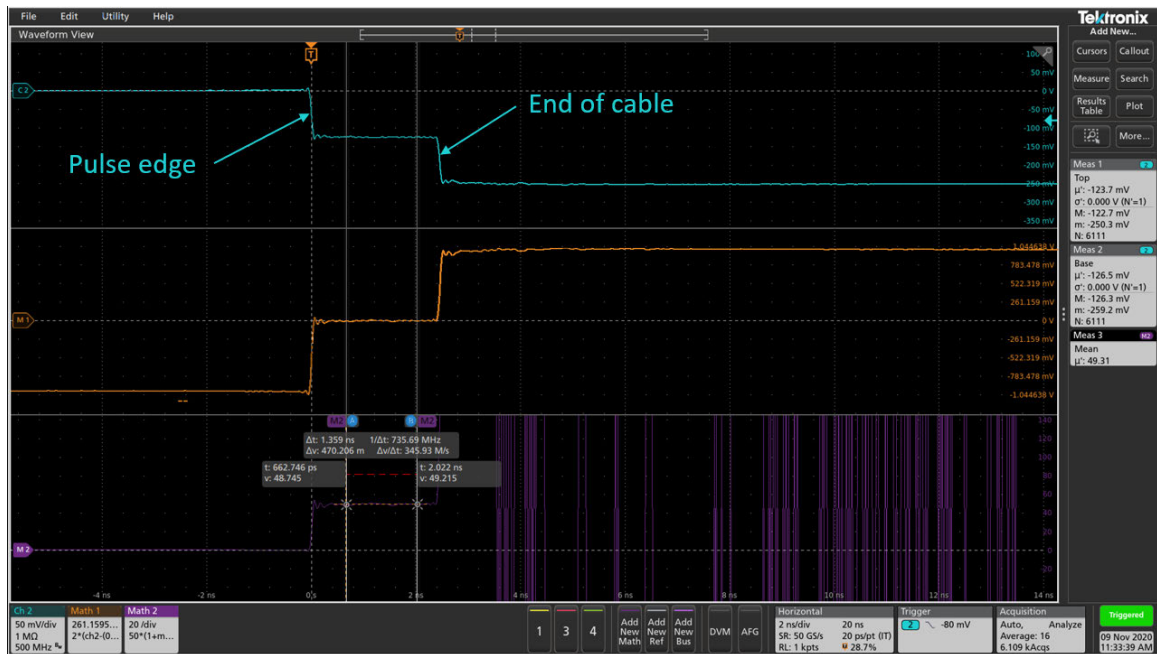 File Edit Utility Help
Tektronix
Waveform View
Add New...
Cursors Callout
Measure Search
Results Table Plot
More...
T
T
C2
100
50 mV
0 V
-50 mV
-100 mV
-150 mV
-200 mV
-250 mV
-300 mV
-350 mV
Pulse edge
End of cable
Meas 1 2
Top
µ': -123.7 mV
σ': 0.000 V (N'=1)
M: -122.7 mV
m: -250.3 mV
N: 6111
Meas 2 2
Base
µ': -126.5 mV
σ': 0.000 V (N'=1)
M: -126.3 mV
m: -259.2 mV
N: 6111
Meas 3 M2
Mean
µ': 49.31
M1
1.044638 V
783.478 mV
522.319 mV
261.159 mV
0 V
-261.159 mV
-522.319 mV
-783.478 mV
-1.044638 V
M2 A B M2
Δt: 1.359 ns 1/Δt: 735.69 MHz
Δv: 470.206 m Δv/Δt: 345.93 M/s
t: 662.746 ps
v: 48.745
t: 2.022 ns
v: 49.215
M2
140
120
100
80
60
40
20
0
-20
-4 ns -2 ns 0 s 2 ns 6 ns 8 ns 10 ns 12 ns 14 ns
Ch 2
50 mV/div
1 MΩ
500 MHz
Math 1
261.1595...
2*(ch2-(0...
Math 2
20 /div
50*(1+m...
1 3 4
Add New Math
Add New Ref
Add New Bus
DVM AFG
Horizontal
2 ns/div 20 ns
SR: 50 GS/s 20 ps/pt (IT)
RL: 1 kpts 28.7%
Trigger
2 -80 mV
Acquisition
Auto, Analyze
Average: 16
6.109 kAcqs
Triggered
09 Nov 2020
11:33:39 AM